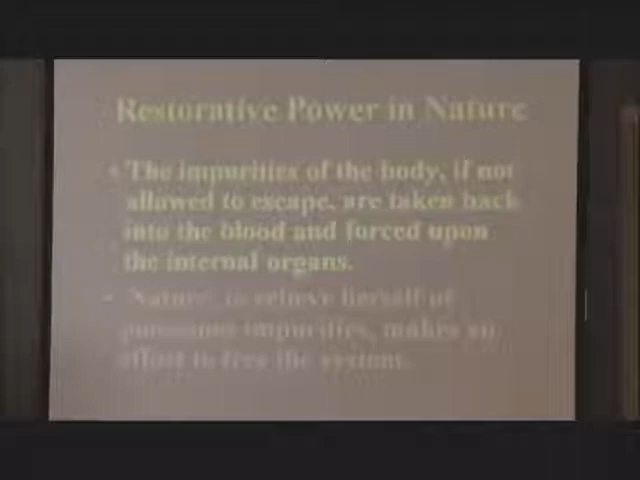 Restorative Power in Nature
• The impurities of the body, if not
allowed to escape, are taken back
into the blood and forced upon
the internal organs.
• Nature, to relieve herself of
poisonous impurities, makes an
effort to free the system.